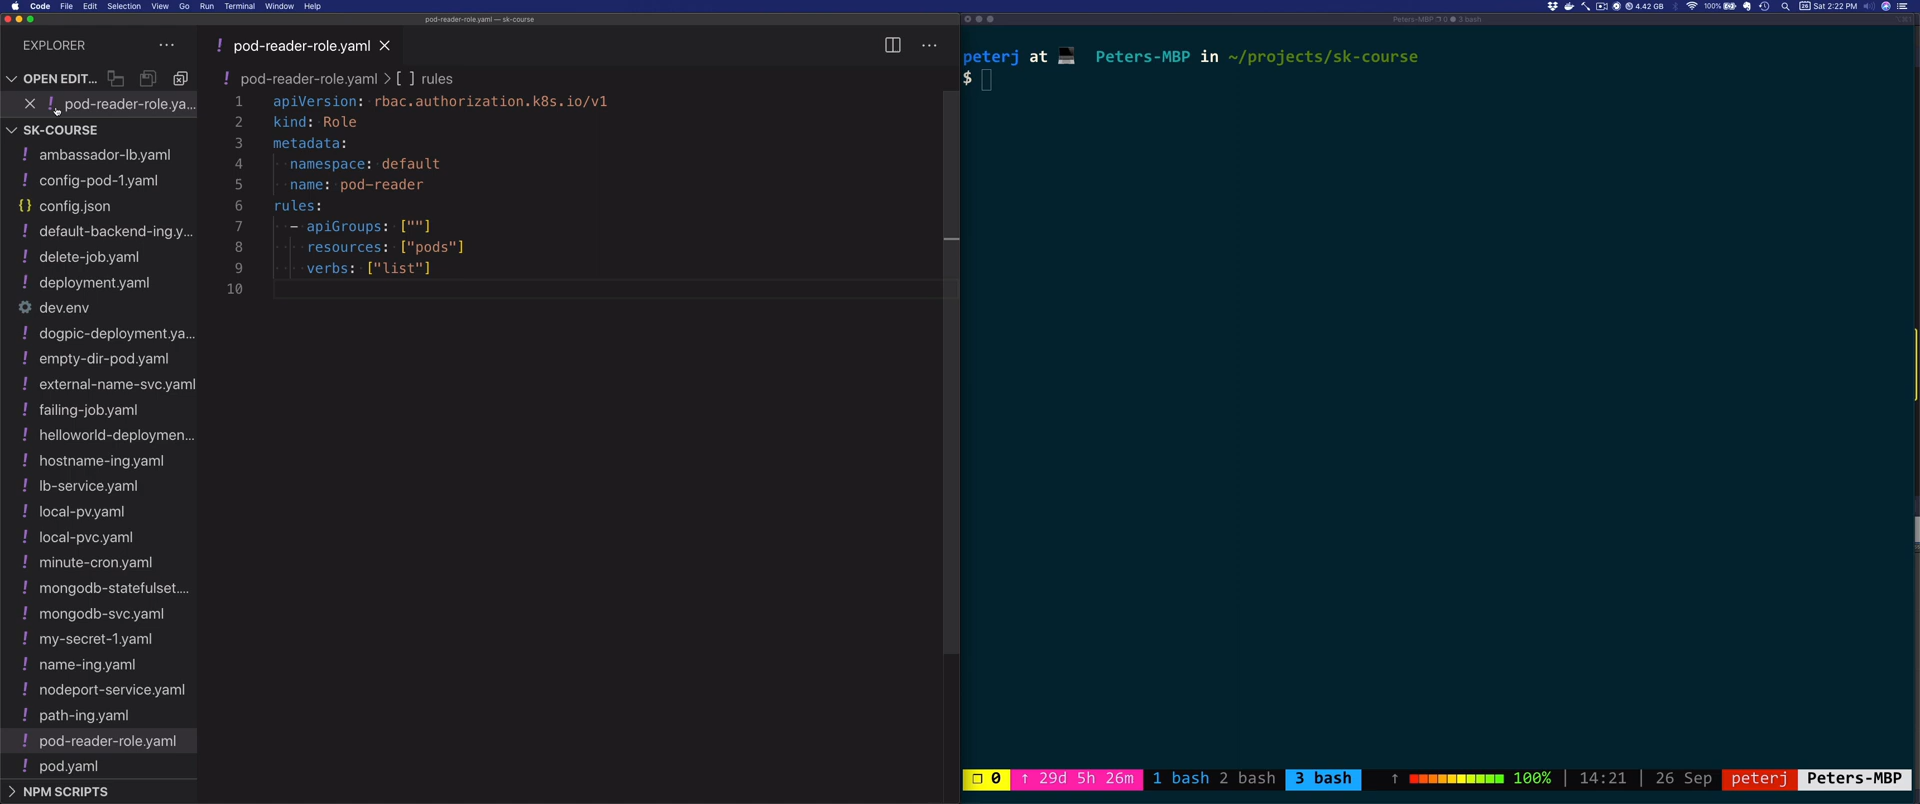 Code File Edit Selection View Go Run Terminal Window Help
4.42 GB 100% Sat 2:22 PM
pod-reader-role.yaml — sk-course
EXPLORER
OPEN EDIT...
pod-reader-role.ya...
SK-COURSE
ambassador-lb.yaml
config-pod-1.yaml
config.json
default-backend-ing.y...
delete-job.yaml
deployment.yaml
dev.env
dogpic-deployment.ya...
empty-dir-pod.yaml
external-name-svc.yaml
failing-job.yaml
helloworld-deploymen...
hostname-ing.yaml
lb-service.yaml
local-pv.yaml
local-pvc.yaml
minute-cron.yaml
mongodb-statefulset....
mongodb-svc.yaml
my-secret-1.yaml
name-ing.yaml
nodeport-service.yaml
path-ing.yaml
pod-reader-role.yaml
pod.yaml
NPM SCRIPTS
! pod-reader-role.yaml
! pod-reader-role.yaml > [ ] rules
1 apiVersion: rbac.authorization.k8s.io/v1
2 kind: Role
3 metadata:
4 namespace: default
5 name: pod-reader
6 rules:
7 - apiGroups: [""]
8 resources: ["pods"]
9 verbs: ["list"]
10
peterj at 💻 Peters-MBP in ~/projects/sk-course
$
0 ↑ 29d 5h 26m 1 bash 2 bash 3 bash ↑ 100% | 14:21 | 26 Sep peterj Peters-MBP